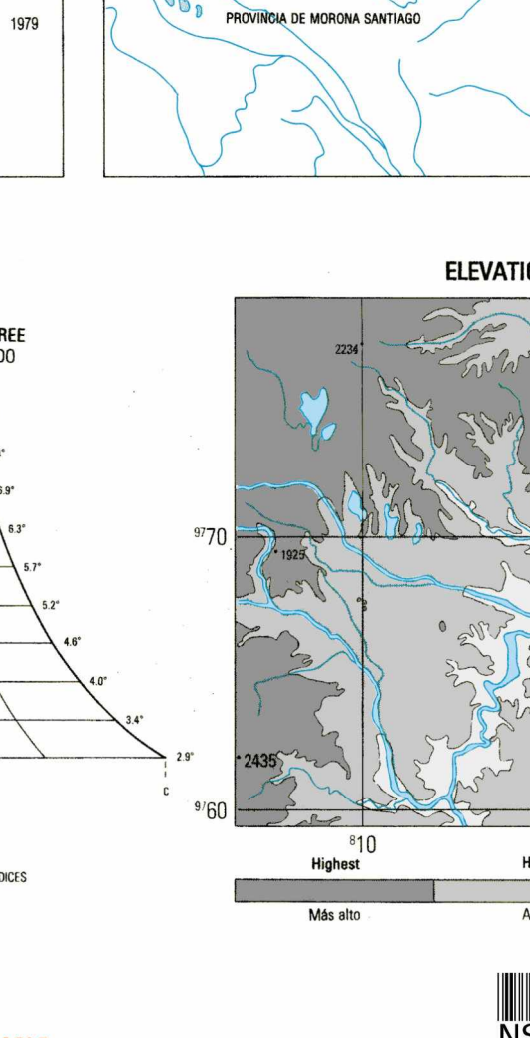 1979
PROVINCIA DE MORONA SANTIAGO
ELEVATIO
REE
00
6.9°
6.3°
5.7°
5.2°
4.6°
4.0°
3.4°
2.9°
C
2234
9770
1925
2435
9760
810
Highest
H
Más alto
A
DICES
NS